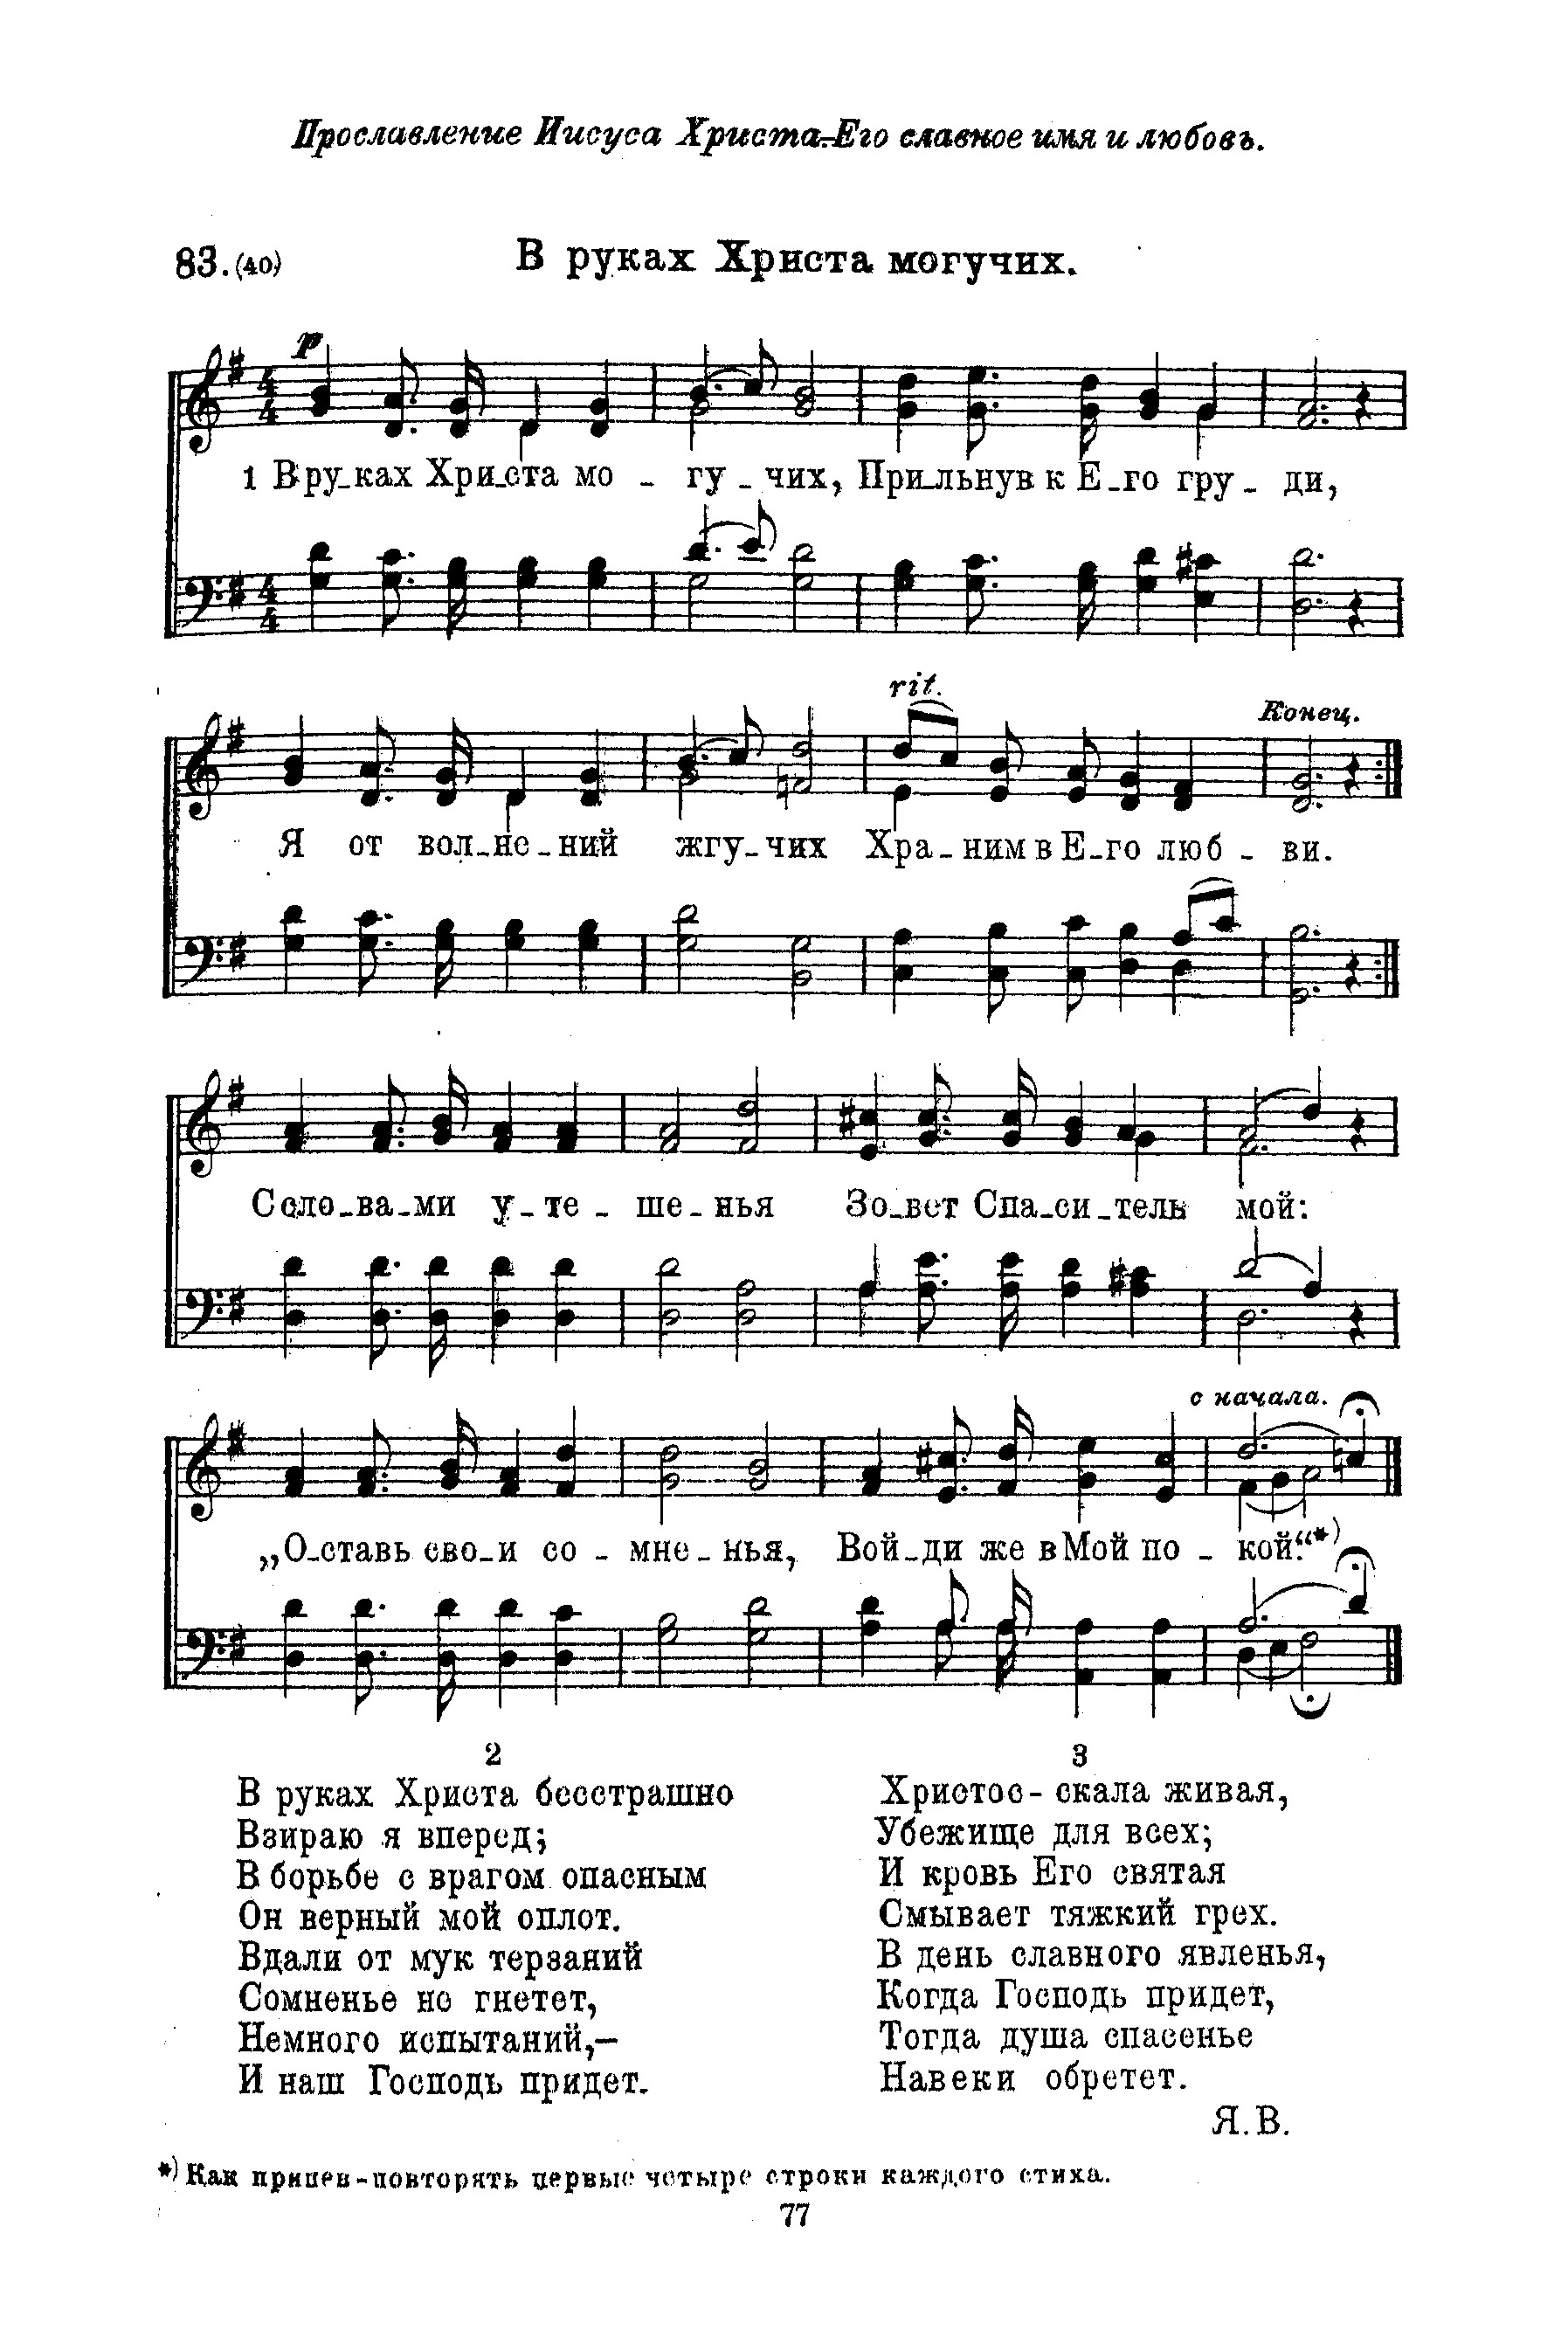 Прославление Иисуса Христа.-Его славное имя и любовь.
83.(40) В руках Христа могучих.
p
1 В ру_ках Хри_ста мо - гу - чих, При_льнув к Е_го гру - ди,
rit.
Конец.
Я от вол_не_ний жгу_чих Хра_ним в Е_го люб - ви.
Сло_ва_ми у_те - ше_нья Зо_вет Спа_си_тель мой:
с начала.
„О_ставь сво_и со - мне_нья, Вой_ди же в Мой по - кой.“*)
2
В руках Христа бесстрашно
Взираю я вперед;
В борьбе с врагом опасным
Он верный мой оплот.
Вдали от мук терзаний
Сомненье не гнетет,
Немного испытаний,–
И наш Господь придет.
3
Христос- скала живая,
Убежище для всех;
И кровь Его святая
Смывает тяжкий грех.
В день славного явленья,
Когда Господь придет,
Тогда душа спасенье
Навеки обретет.
Я.В.
*) Как припев-повторять первые четыре строки каждого стиха.
77